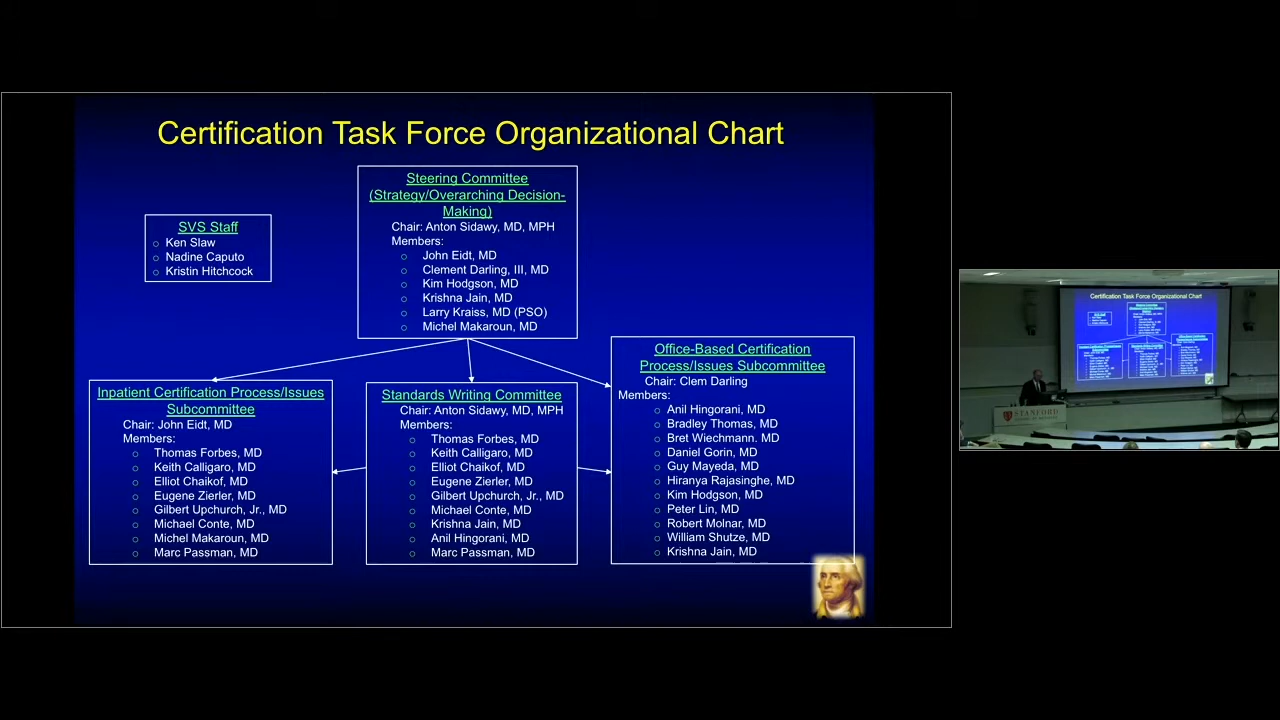 Certification Task Force Organizational Chart
Steering Committee
(Strategy/Overarching Decision-
Making)
Chair: Anton Sidawy, MD, MPH
Members:
John Eidt, MD
Clement Darling, III, MD
Kim Hodgson, MD
Krishna Jain, MD
Larry Kraiss, MD (PSO)
Michel Makaroun, MD
SVS Staff
Ken Slaw
Nadine Caputo
Kristin Hitchcock
Inpatient Certification Process/Issues
Subcommittee
Chair: John Eidt, MD
Members:
Thomas Forbes, MD
Keith Calligaro, MD
Elliot Chaikof, MD
Eugene Zierler, MD
Gilbert Upchurch, Jr., MD
Michael Conte, MD
Michel Makaroun, MD
Marc Passman, MD
Standards Writing Committee
Chair: Anton Sidawy, MD, MPH
Members:
Thomas Forbes, MD
Keith Calligaro, MD
Elliot Chaikof, MD
Eugene Zierler, MD
Gilbert Upchurch, Jr., MD
Michael Conte, MD
Krishna Jain, MD
Anil Hingorani, MD
Marc Passman, MD
Office-Based Certification
Process/Issues Subcommittee
Chair: Clem Darling
Members:
Anil Hingorani, MD
Bradley Thomas, MD
Bret Wiechmann. MD
Daniel Gorin, MD
Guy Mayeda, MD
Hiranya Rajasinghe, MD
Kim Hodgson, MD
Peter Lin, MD
Robert Molnar, MD
William Shutze, MD
Krishna Jain, MD
Certification Task Force Organizational Chart
STANFORD